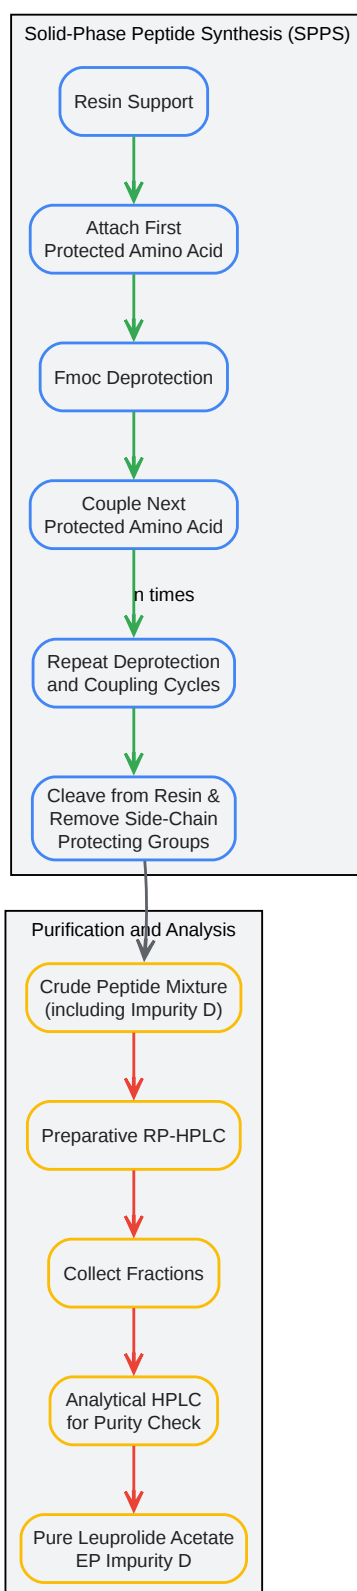 Solid-Phase Peptide Synthesis (SPPS)
Resin Support
Attach First
Protected Amino Acid
Fmoc Deprotection
Couple Next
Protected Amino Acid
n times
Repeat Deprotection
and Coupling Cycles
Cleave from Resin &
Remove Side-Chain
Protecting Groups
Purification and Analysis
Crude Peptide Mixture
(including Impurity D)
Preparative RP-HPLC
Collect Fractions
Analytical HPLC
for Purity Check
Pure Leuprolide Acetate
EP Impurity D